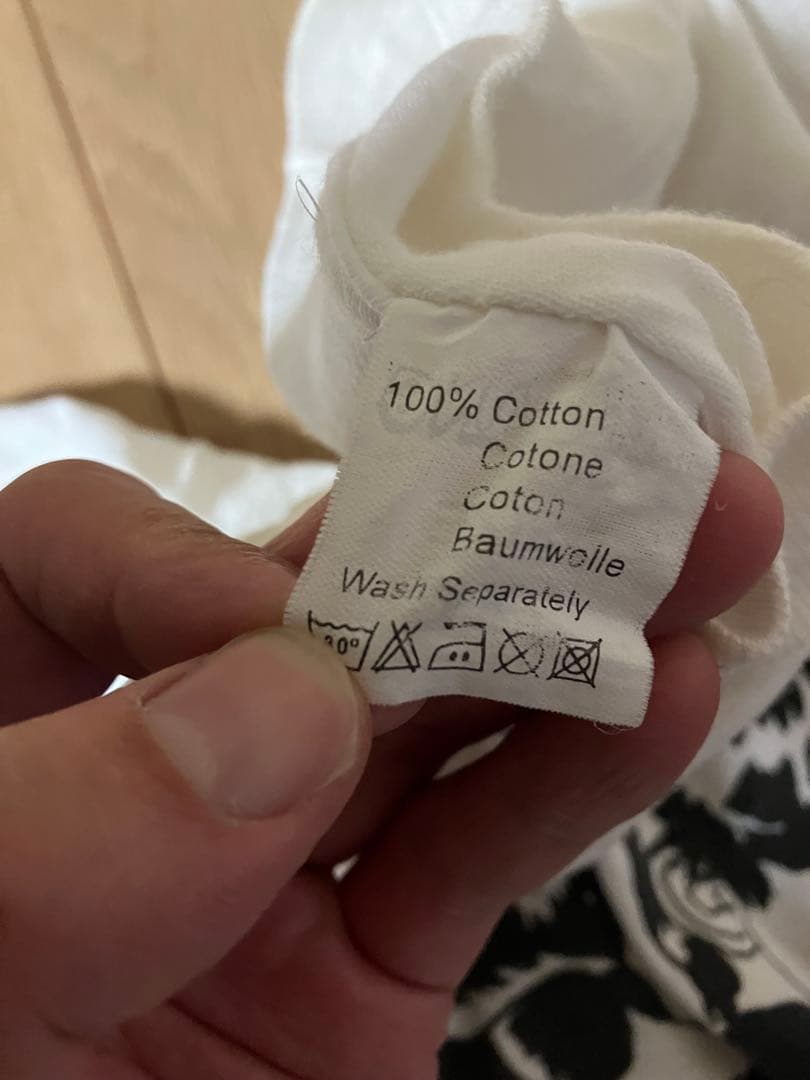 100% Cotton
Cotone
Coton
Baumwolle
Wash Separately
30°